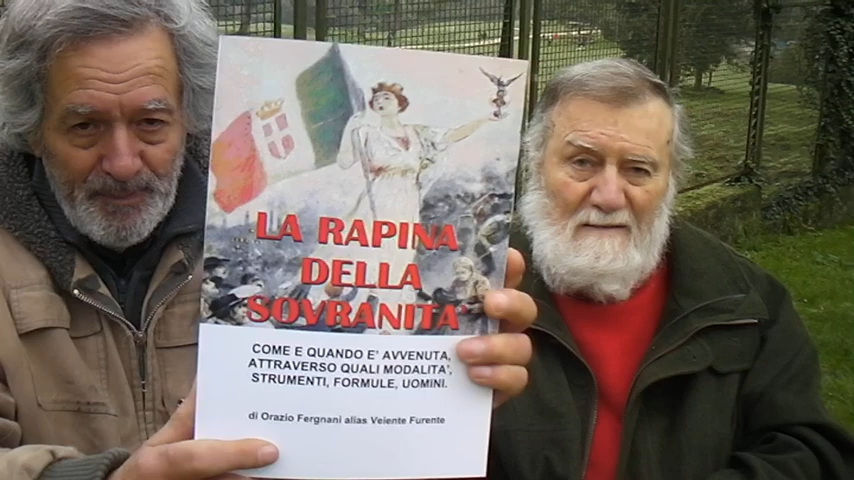 LA RAPINA
DELLA
SOVRANITA'
COME E QUANDO E' AVVENUTA,
ATTRAVERSO QUALI MODALITA',
STRUMENTI, FORMULE, UOMINI.
di Orazio Fergnani alias Veiente Furente